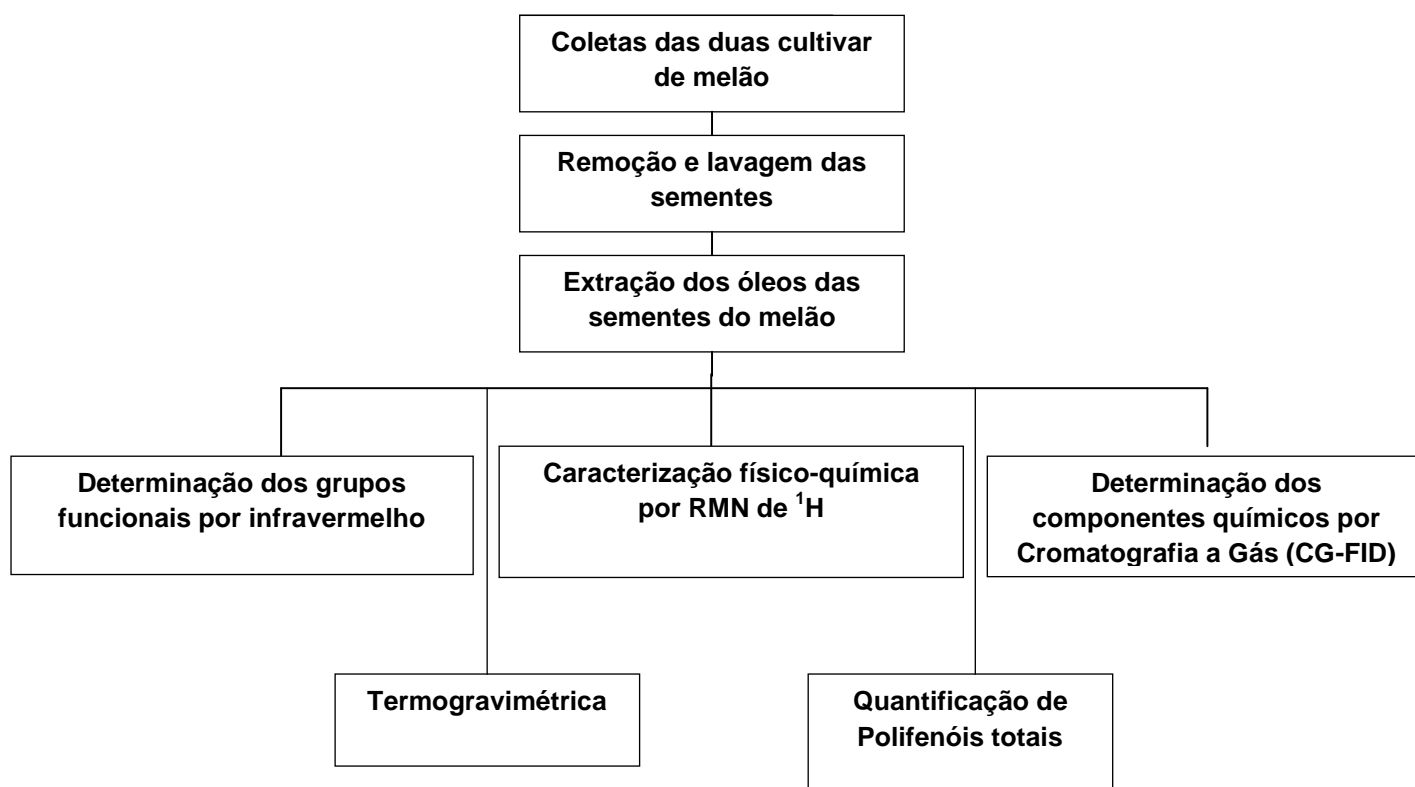 Coletas das duas cultivar
de melão
Remoção e lavagem das
sementes
Extração dos óleos das
sementes do melão
Determinação dos grupos
funcionais por infravermelho
Caracterização físico-química
por RMN de ¹H
Determinação dos
componentes químicos por
Cromatografia a Gás (CG-FID)
Termogravimétrica
Quantificação de
Polifenóis totais